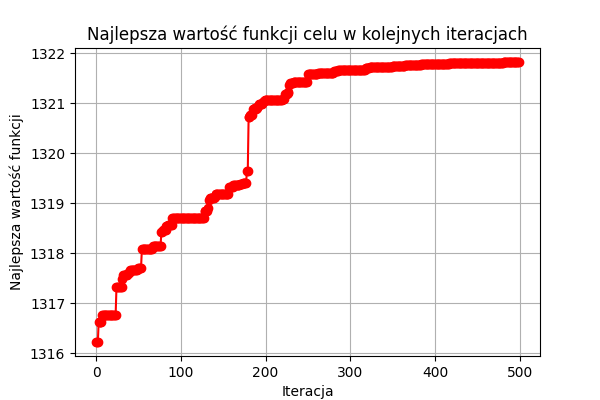 Najlepsza wartość funkcji celu w kolejnych iteracjach
1322
1321
1320
1319
1318
1317
1316
Najlepsza wartość funkcji
0 100 200 300 400 500
Iteracja